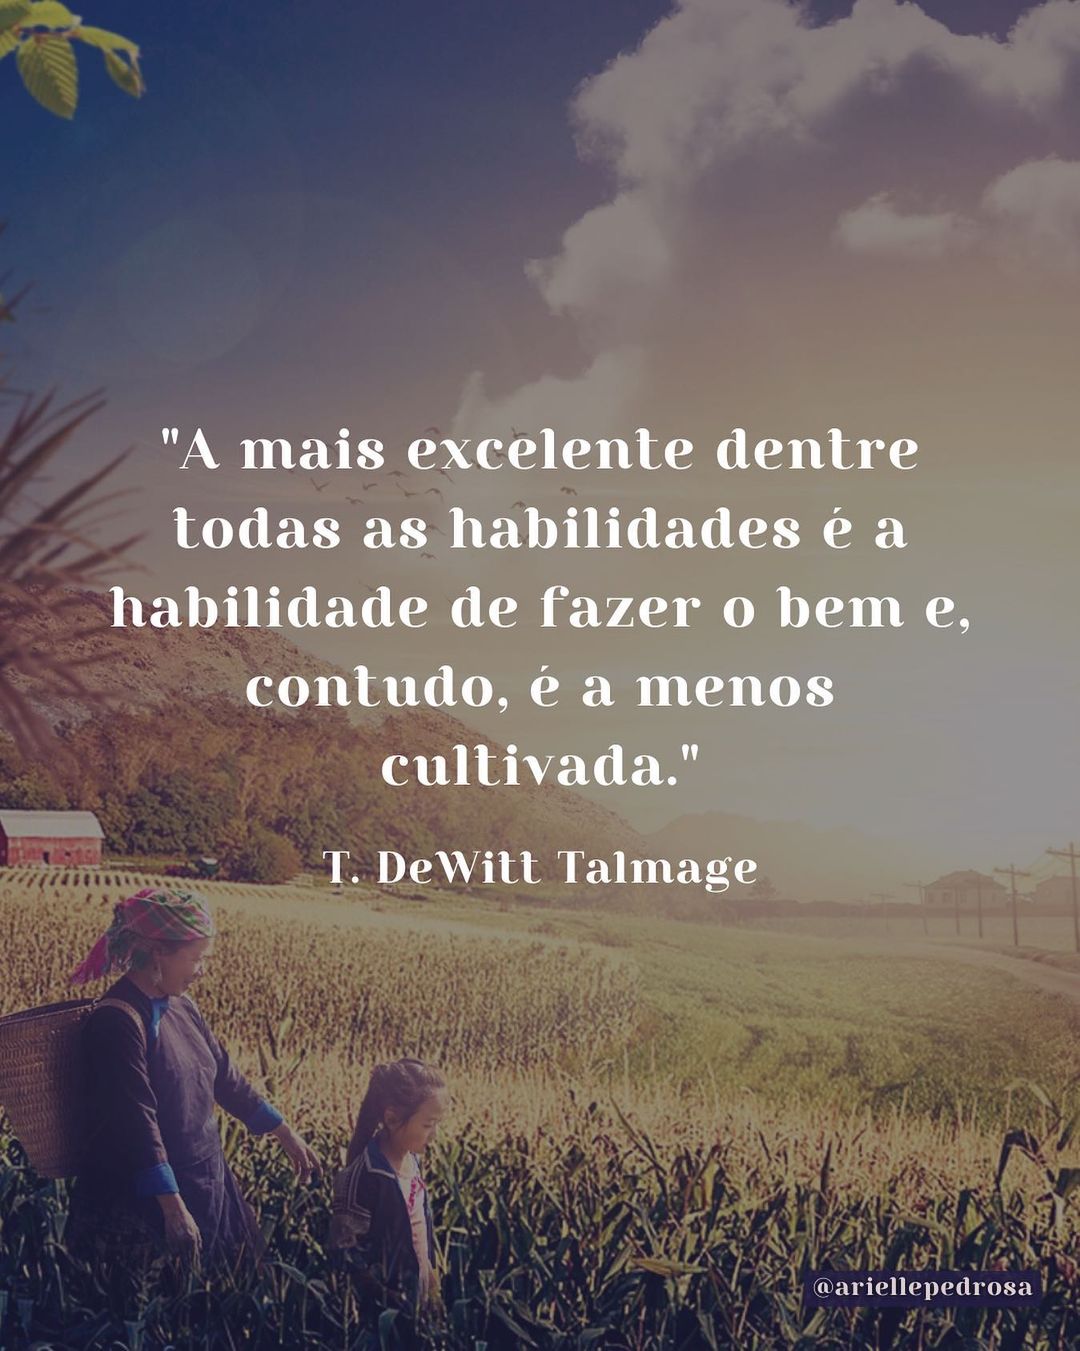 "A mais excelente dentre
todas as habilidades é a
habilidade de fazer o bem e,
contudo, é a menos
cultivada."
T. DeWitt Talmage
@ariellepedrosa